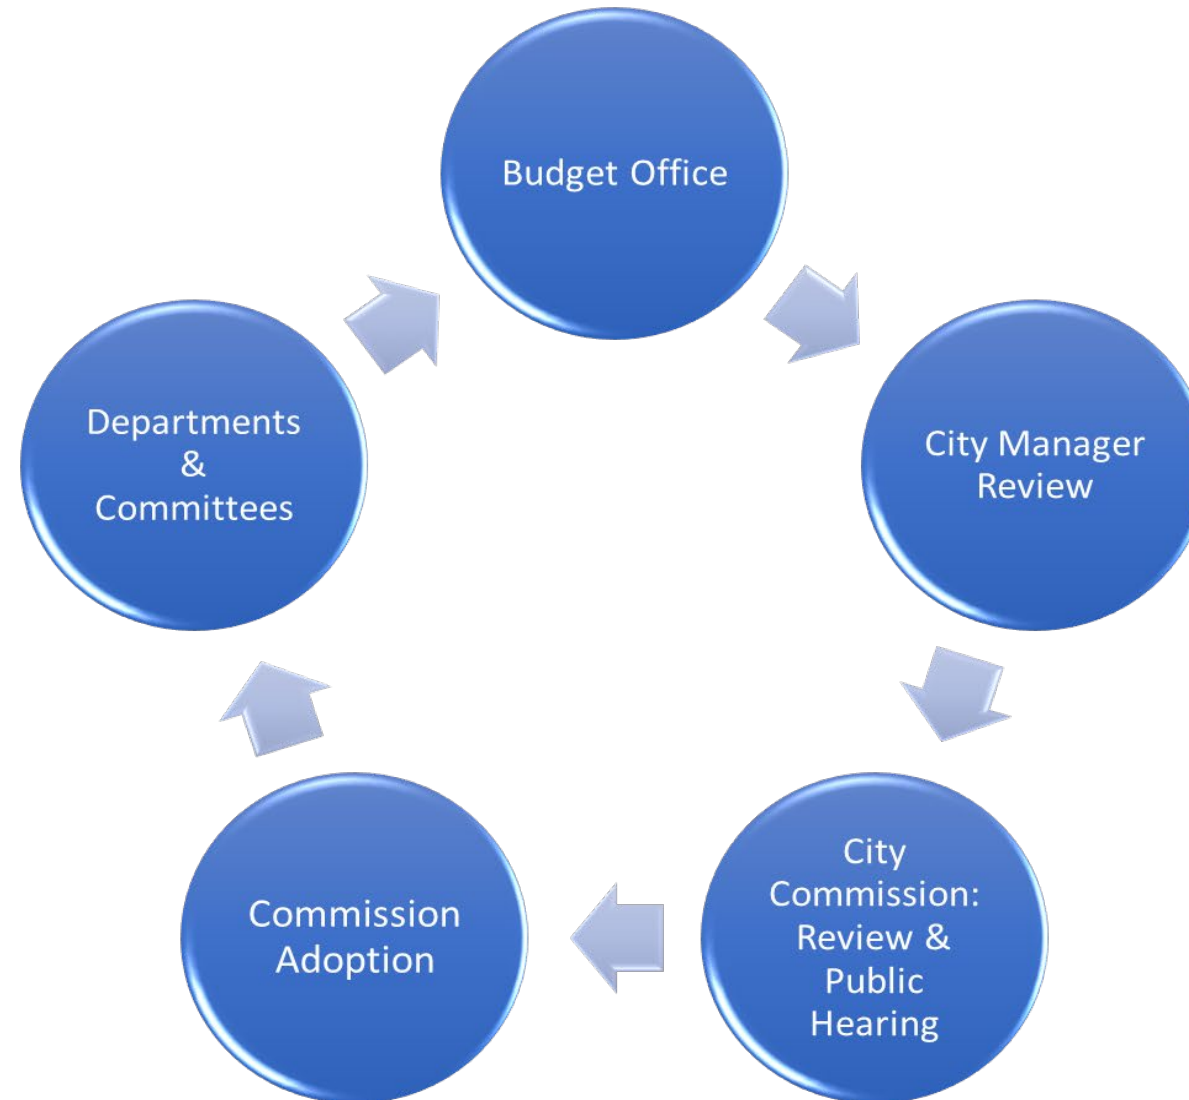 Budget Office
City Manager
Review
City
Commission:
Review &
Public
Hearing
Commission
Adoption
Departments
&
Committees